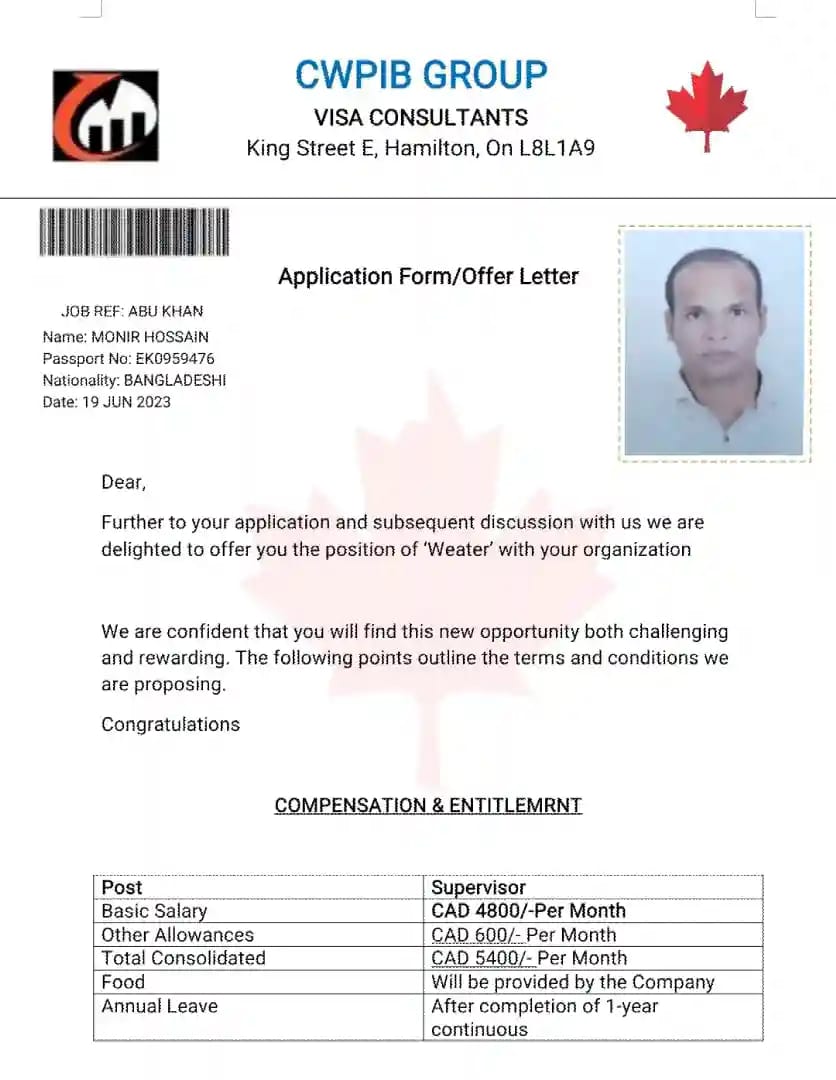 CWPIB GROUP
VISA CONSULTANTS
King Street E, Hamilton, On L8L1A9
Application Form/Offer Letter
JOB REF: ABU KHAN
Name: MONIR HOSSAIN
Passport No: EK0959476
Nationality: BANGLADESHI
Date: 19 JUN 2023
Dear,
Further to your application and subsequent discussion with us we are
delighted to offer you the position of ‘Weater’ with your organization
We are confident that you will find this new opportunity both challenging
and rewarding. The following points outline the terms and conditions we
are proposing.
Congratulations
COMPENSATION & ENTITLEMRNT
Post Supervisor
Basic Salary CAD 4800/-Per Month
Other Allowances CAD 600/- Per Month
Total Consolidated CAD 5400/- Per Month
Food Will be provided by the Company
Annual Leave After completion of 1-year
continuous